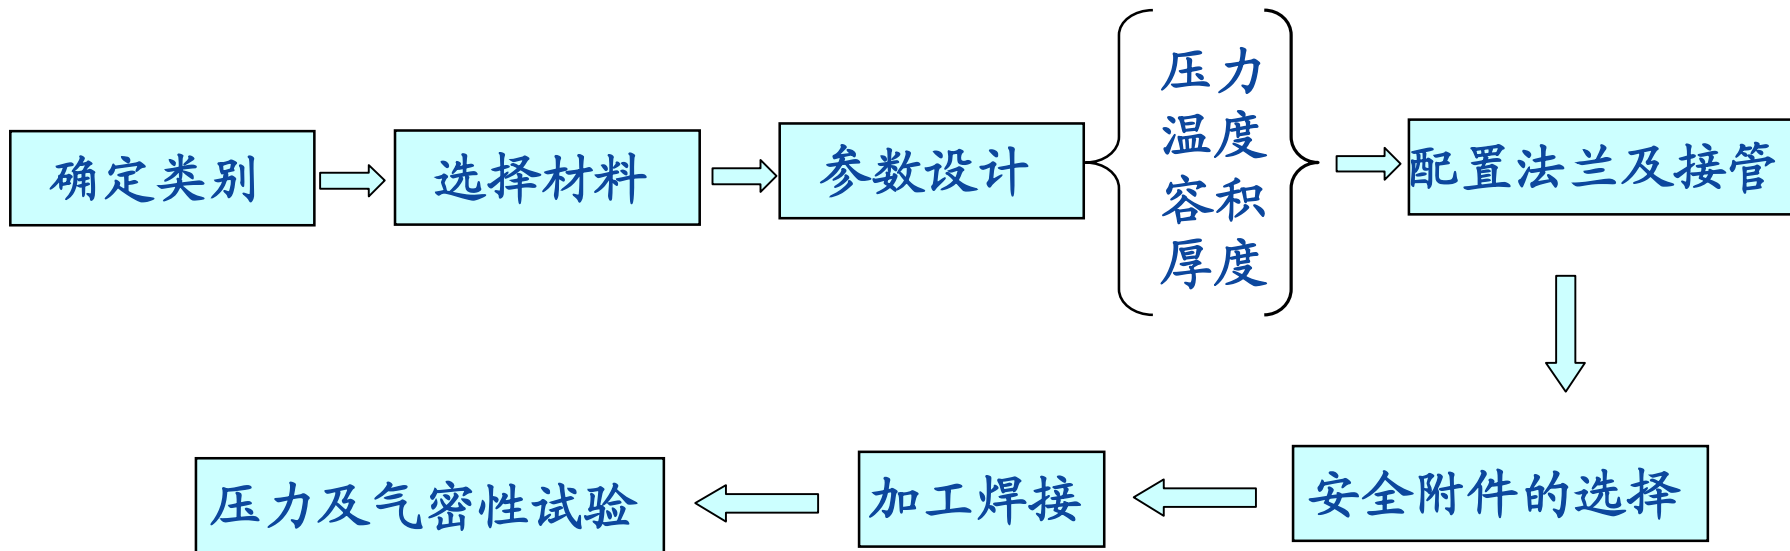 确定类别
选择材料
参数设计
压力
温度
容积
厚度
配置法兰及接管
安全附件的选择
加工焊接
压力及气密性试验